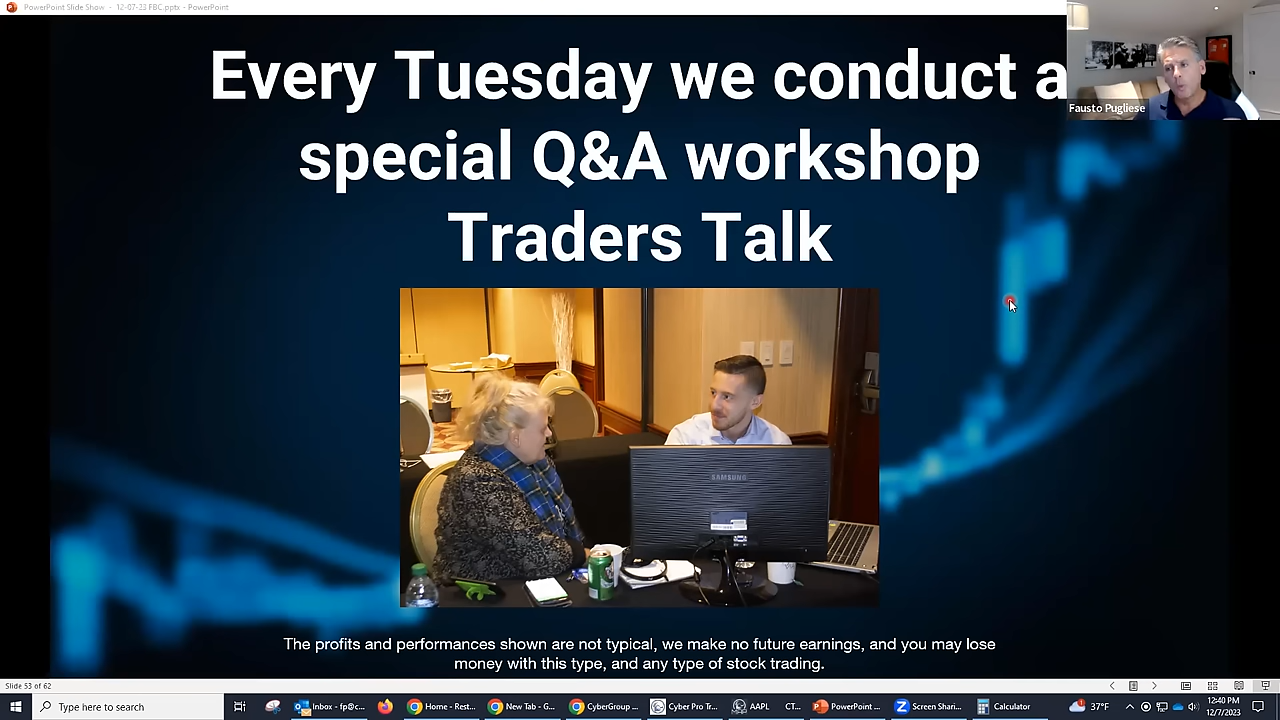 PowerPoint Slide Show - 12-07-23 FBC.pptx - PowerPoint
Every Tuesday we conduct a
special Q&A workshop
Traders Talk
Fausto Pugliese
SAMSUNG
The profits and performances shown are not typical, we make no future earnings, and you may lose
money with this type, and any type of stock trading.
Slide 53 of 62
Type here to search
Inbox - fp@c...
Home - Rest...
New Tab - G...
CyberGroup ...
Cyber Pro Tr...
AAPL CT...
PowerPoint ...
Screen Shari...
Calculator
37°F
12:40 PM
12/7/2023